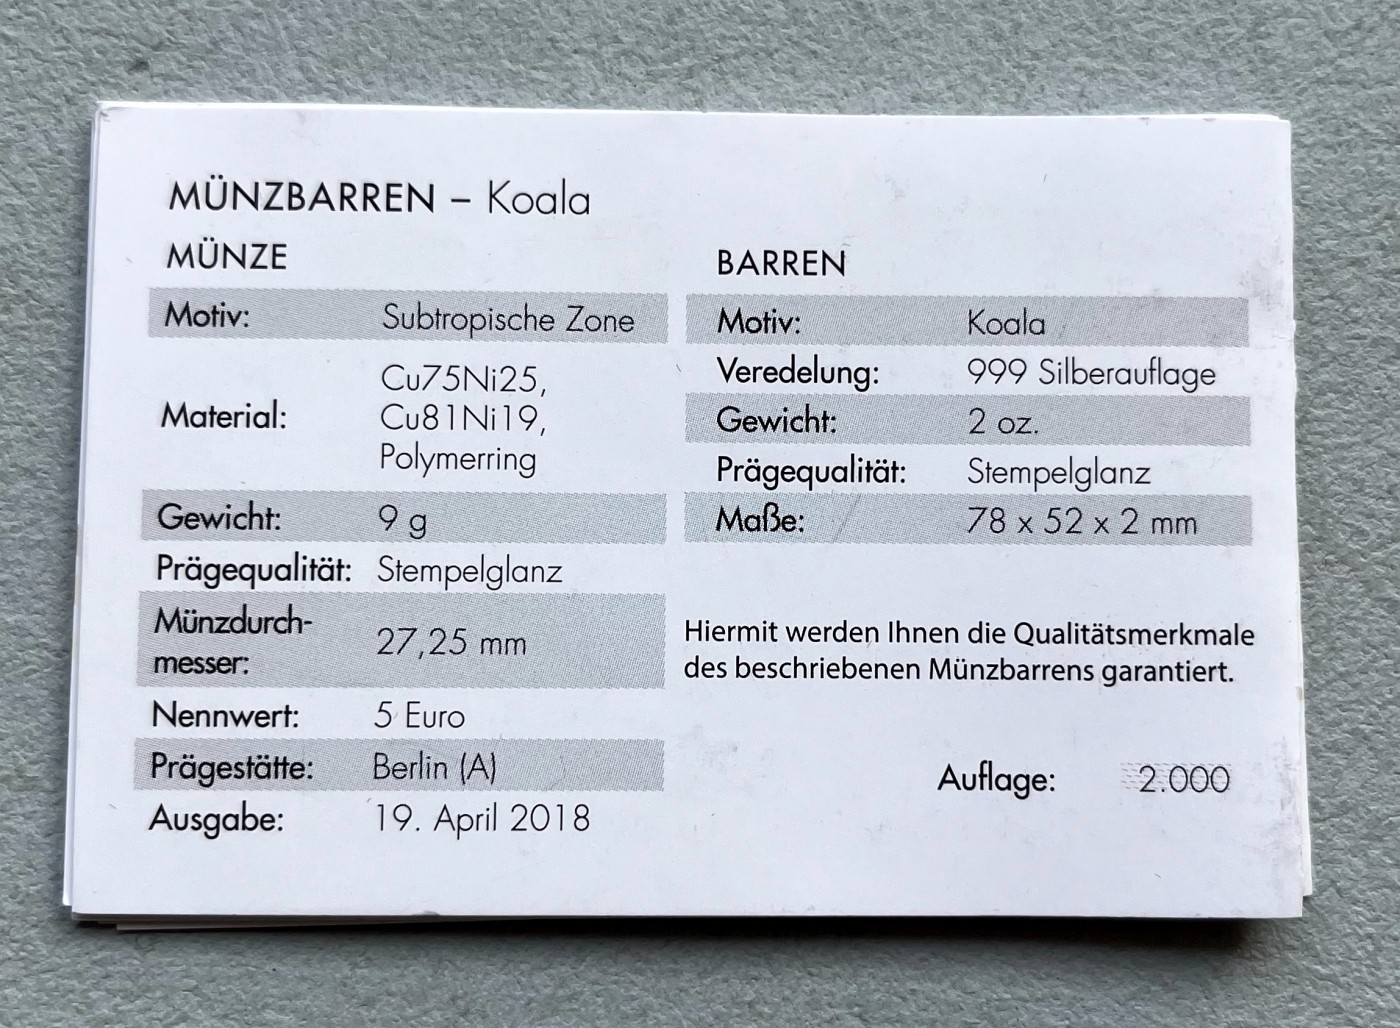 MÜNZBARREN – Koala
MÜNZE
Motiv: Subtropische Zone
Material: Cu75Ni25,
Cu81Ni19,
Polymerring
Gewicht: 9 g
Prägequalität: Stempelglanz
Münzdurch-
messer: 27,25 mm
Nennwert: 5 Euro
Prägestätte: Berlin (A)
Ausgabe: 19. April 2018
BARREN
Motiv: Koala
Veredelung: 999 Silberauflage
Gewicht: 2 oz.
Prägequalität: Stempelglanz
Maße: 78 x 52 x 2 mm
Hiermit werden Ihnen die Qualitätsmerkmale
des beschriebenen Münzbarrens garantiert.
Auflage: 2.000